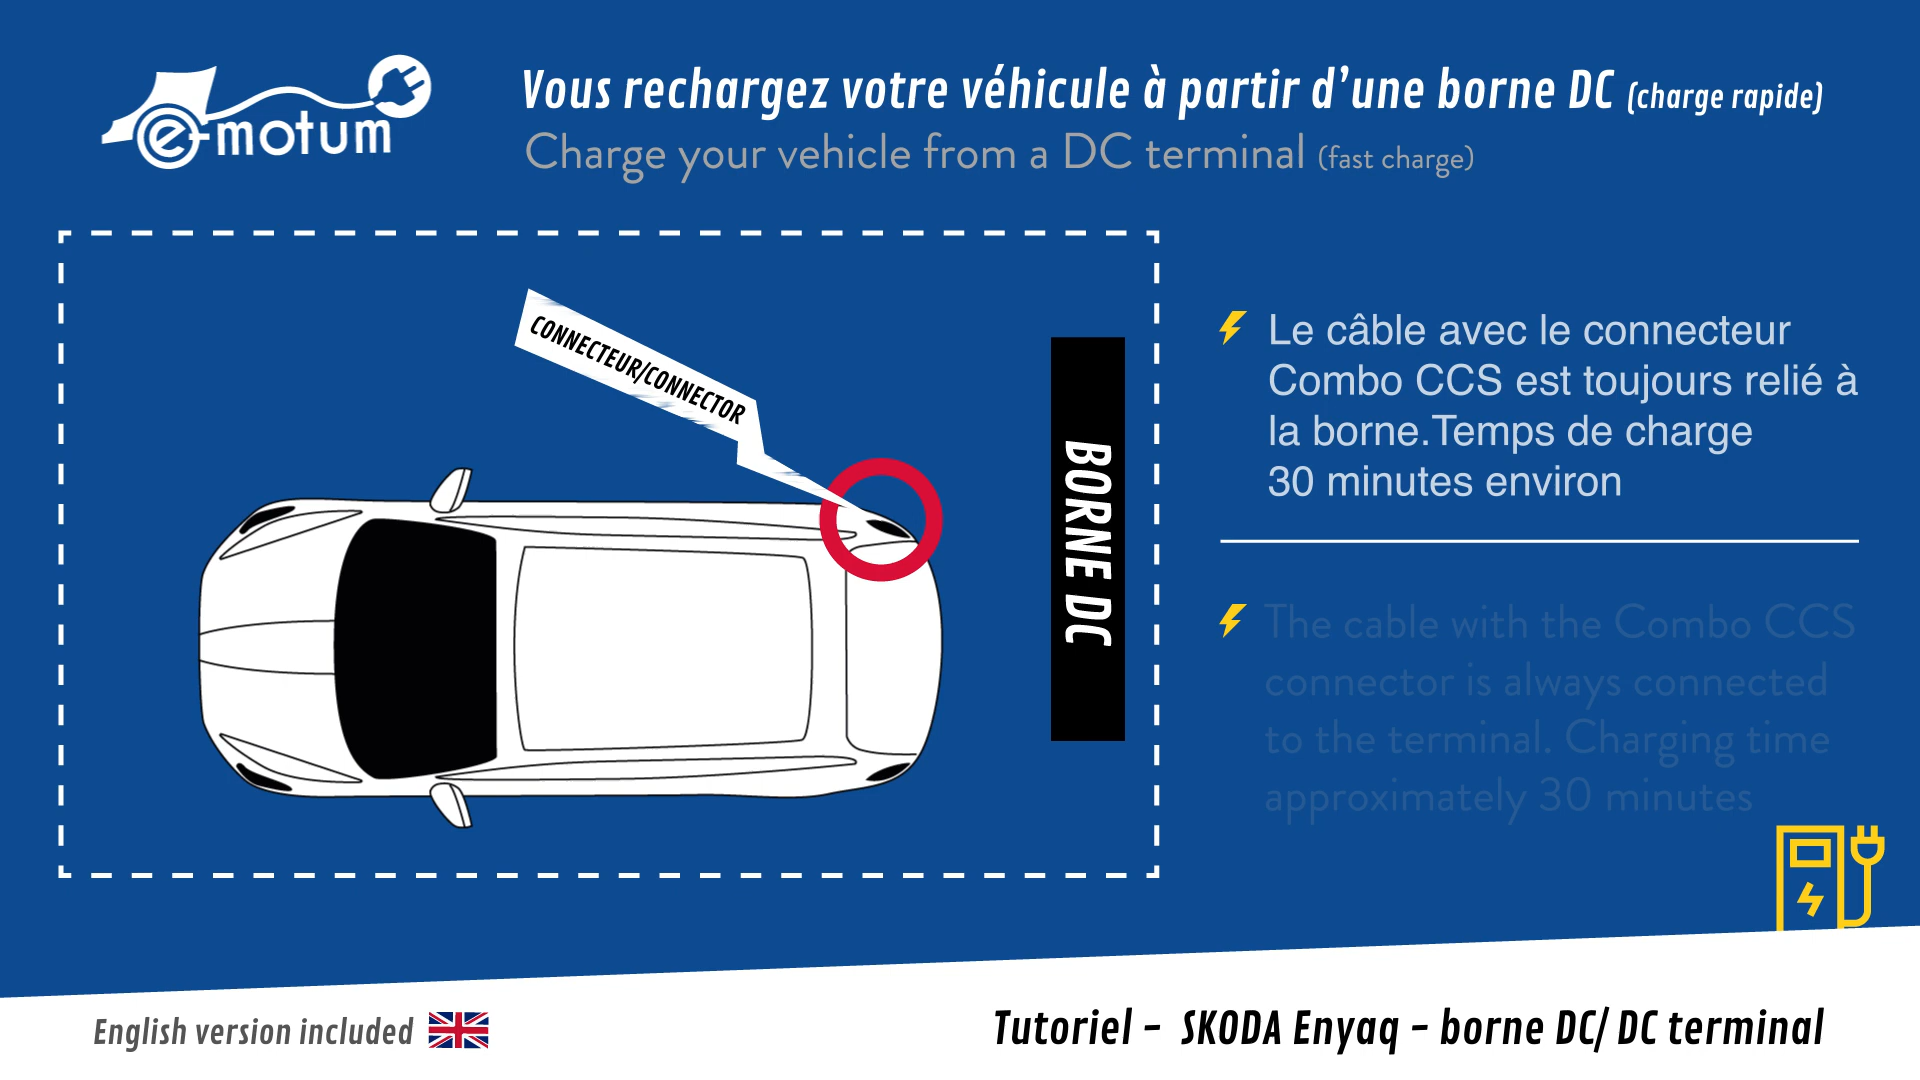 e-motum
Vous rechargez votre véhicule à partir d'une borne DC (charge rapide)
Charge your vehicle from a DC terminal (fast charge)
CONNECTEUR/CONNECTOR
BORNE DC
Le câble avec le connecteur
Combo CCS est toujours relié à
la borne.Temps de charge
30 minutes environ
The cable with the Combo CCS
connector is always connected
to the terminal. Charging time
approximately 30 minutes
English version included
Tutoriel - SKODA Enyaq - borne DC/ DC terminal